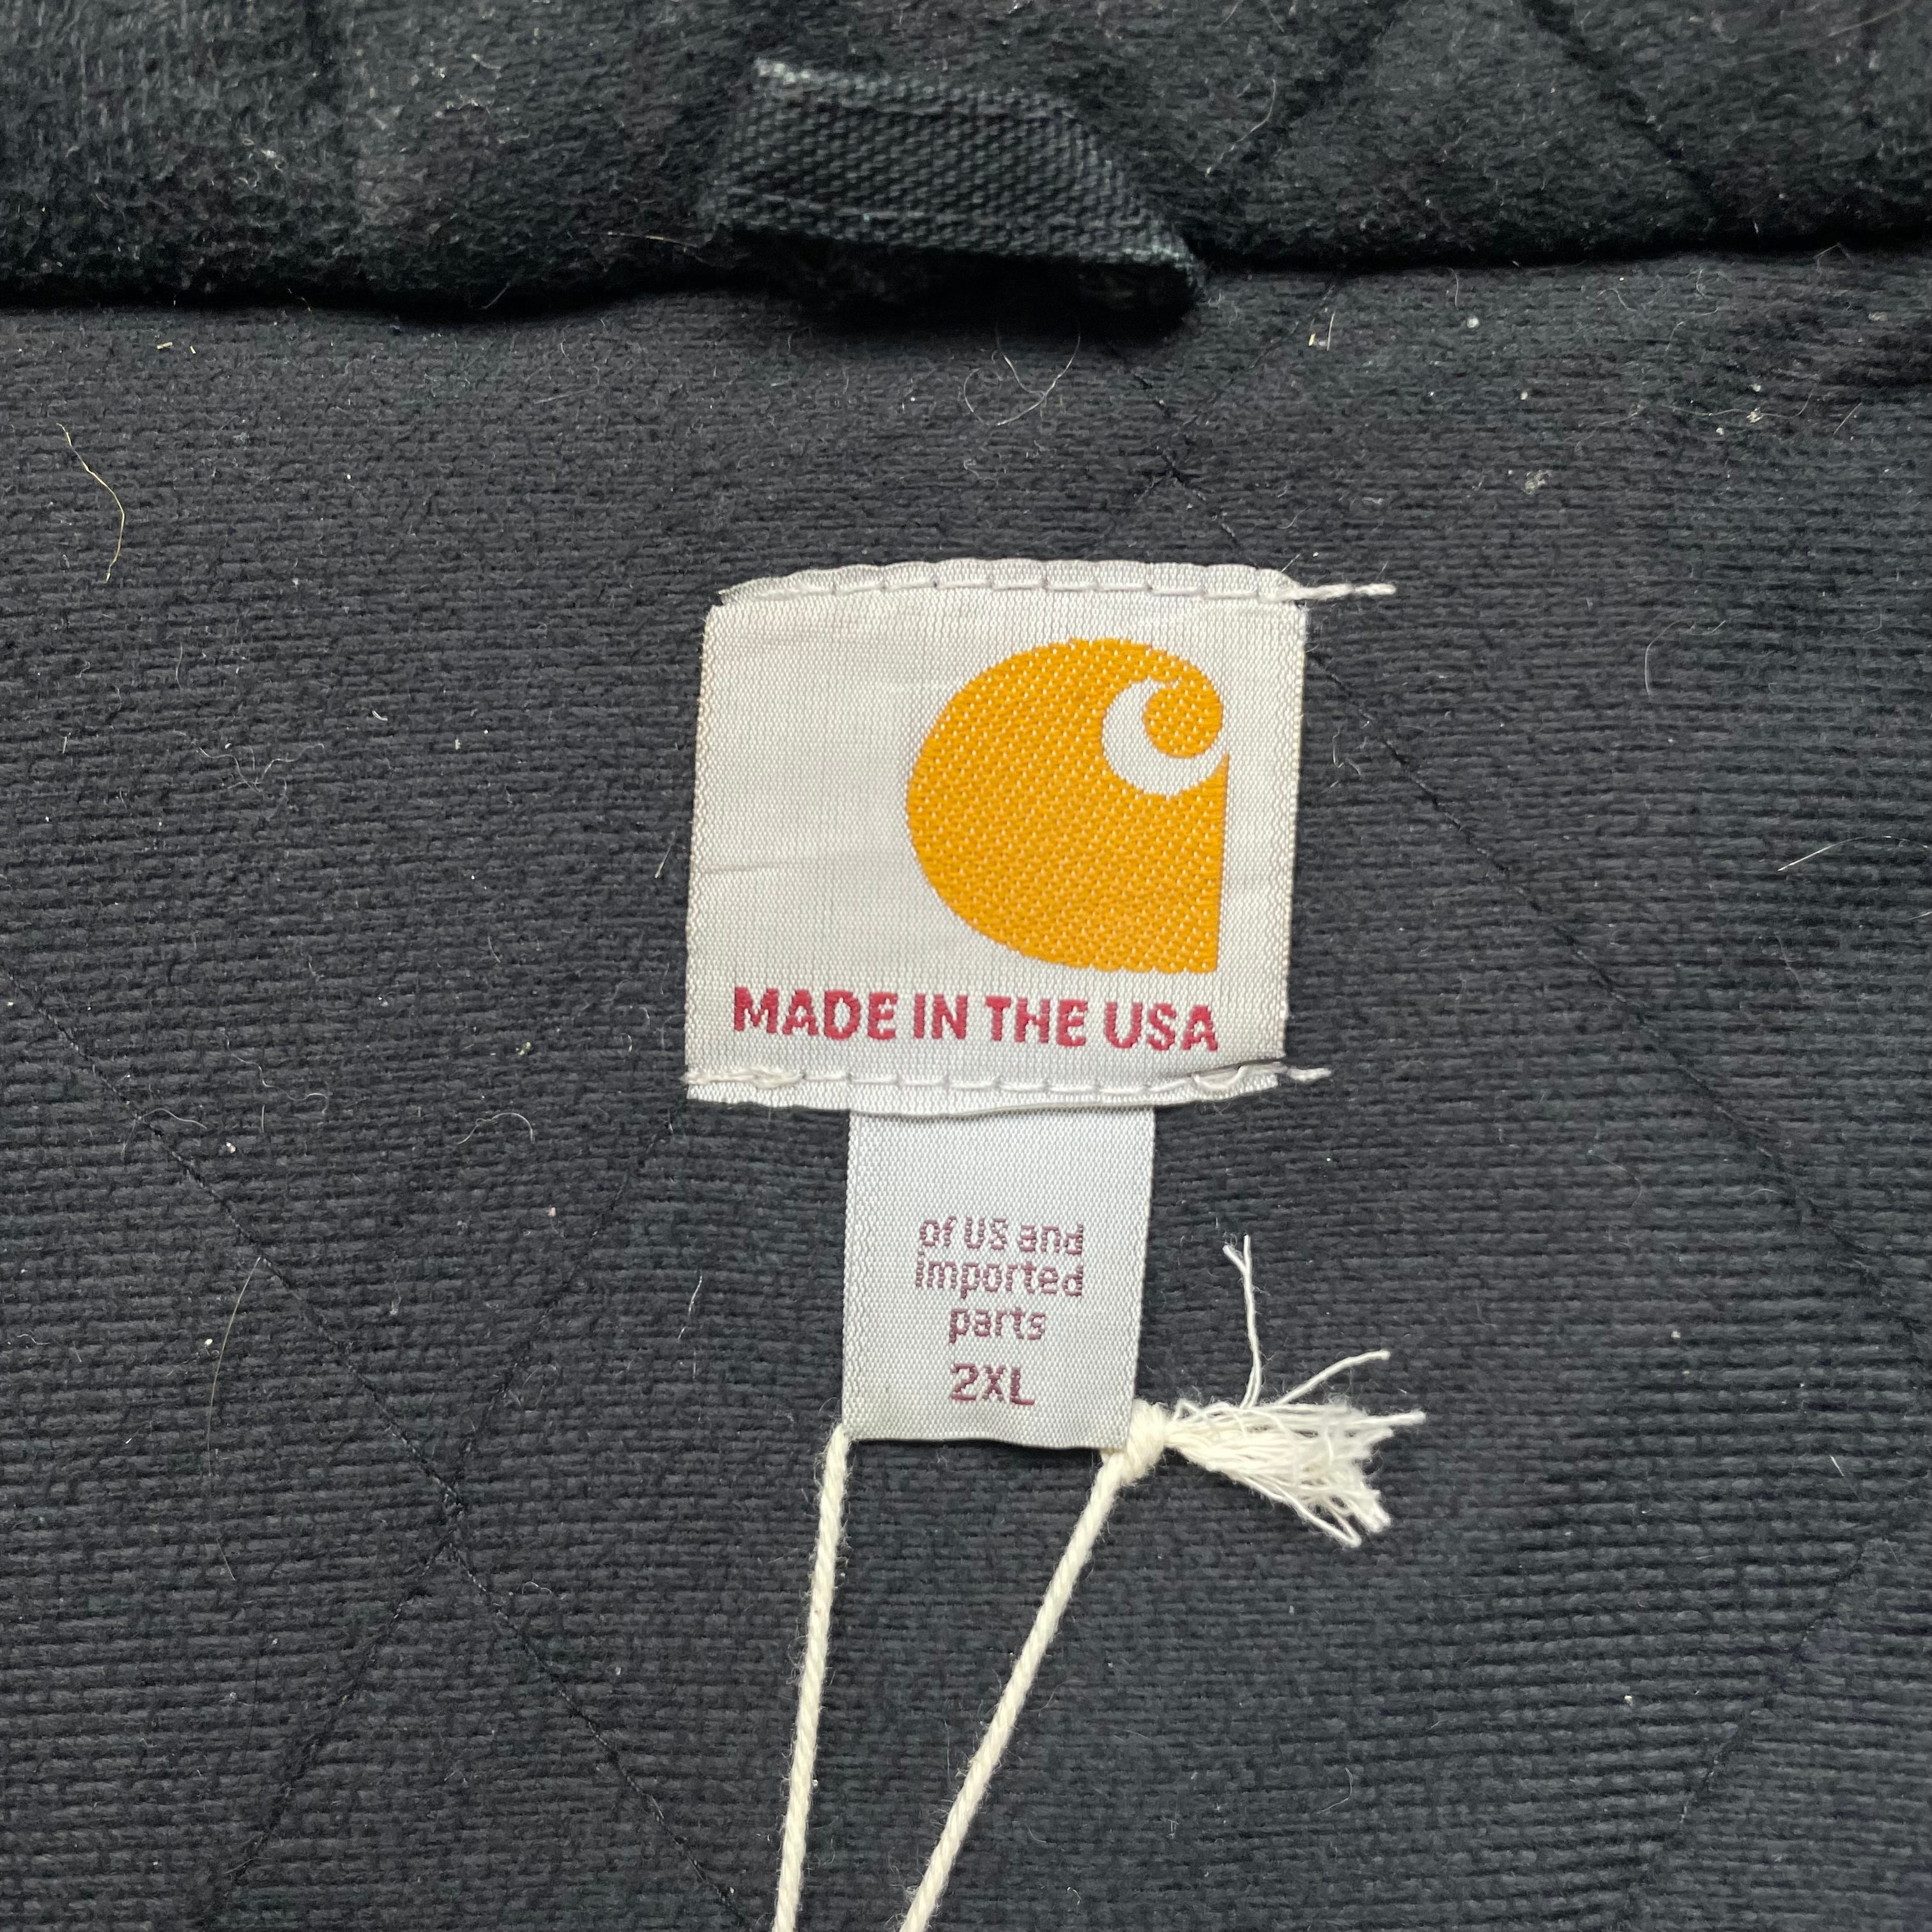 MADE IN THE USA
of US and
imported
parts
2XL